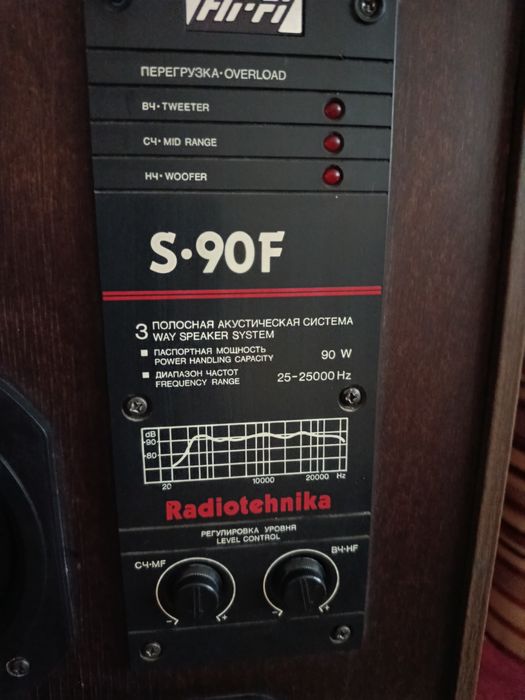 Hi-Fi
ПЕРЕГРУЗКА·OVERLOAD
ВЧ·TWEETER
СЧ·MID RANGE
НЧ·WOOFER
S·90F
3 ПОЛОСНАЯ АКУСТИЧЕСКАЯ СИСТЕМА
WAY SPEAKER SYSTEM
ПАСПОРТНАЯ МОЩНОСТЬ
POWER HANDLING CAPACITY 90 W
ДИАПАЗОН ЧАСТОТ
FREQUENCY RANGE 25-25000 Hz
dB
90
80
20 10000 20000 Hz
Radiotehnika
РЕГУЛИРОВКА УРОВНЯ
LEVEL CONTROL
СЧ·MF ВЧ·HF
- + - +